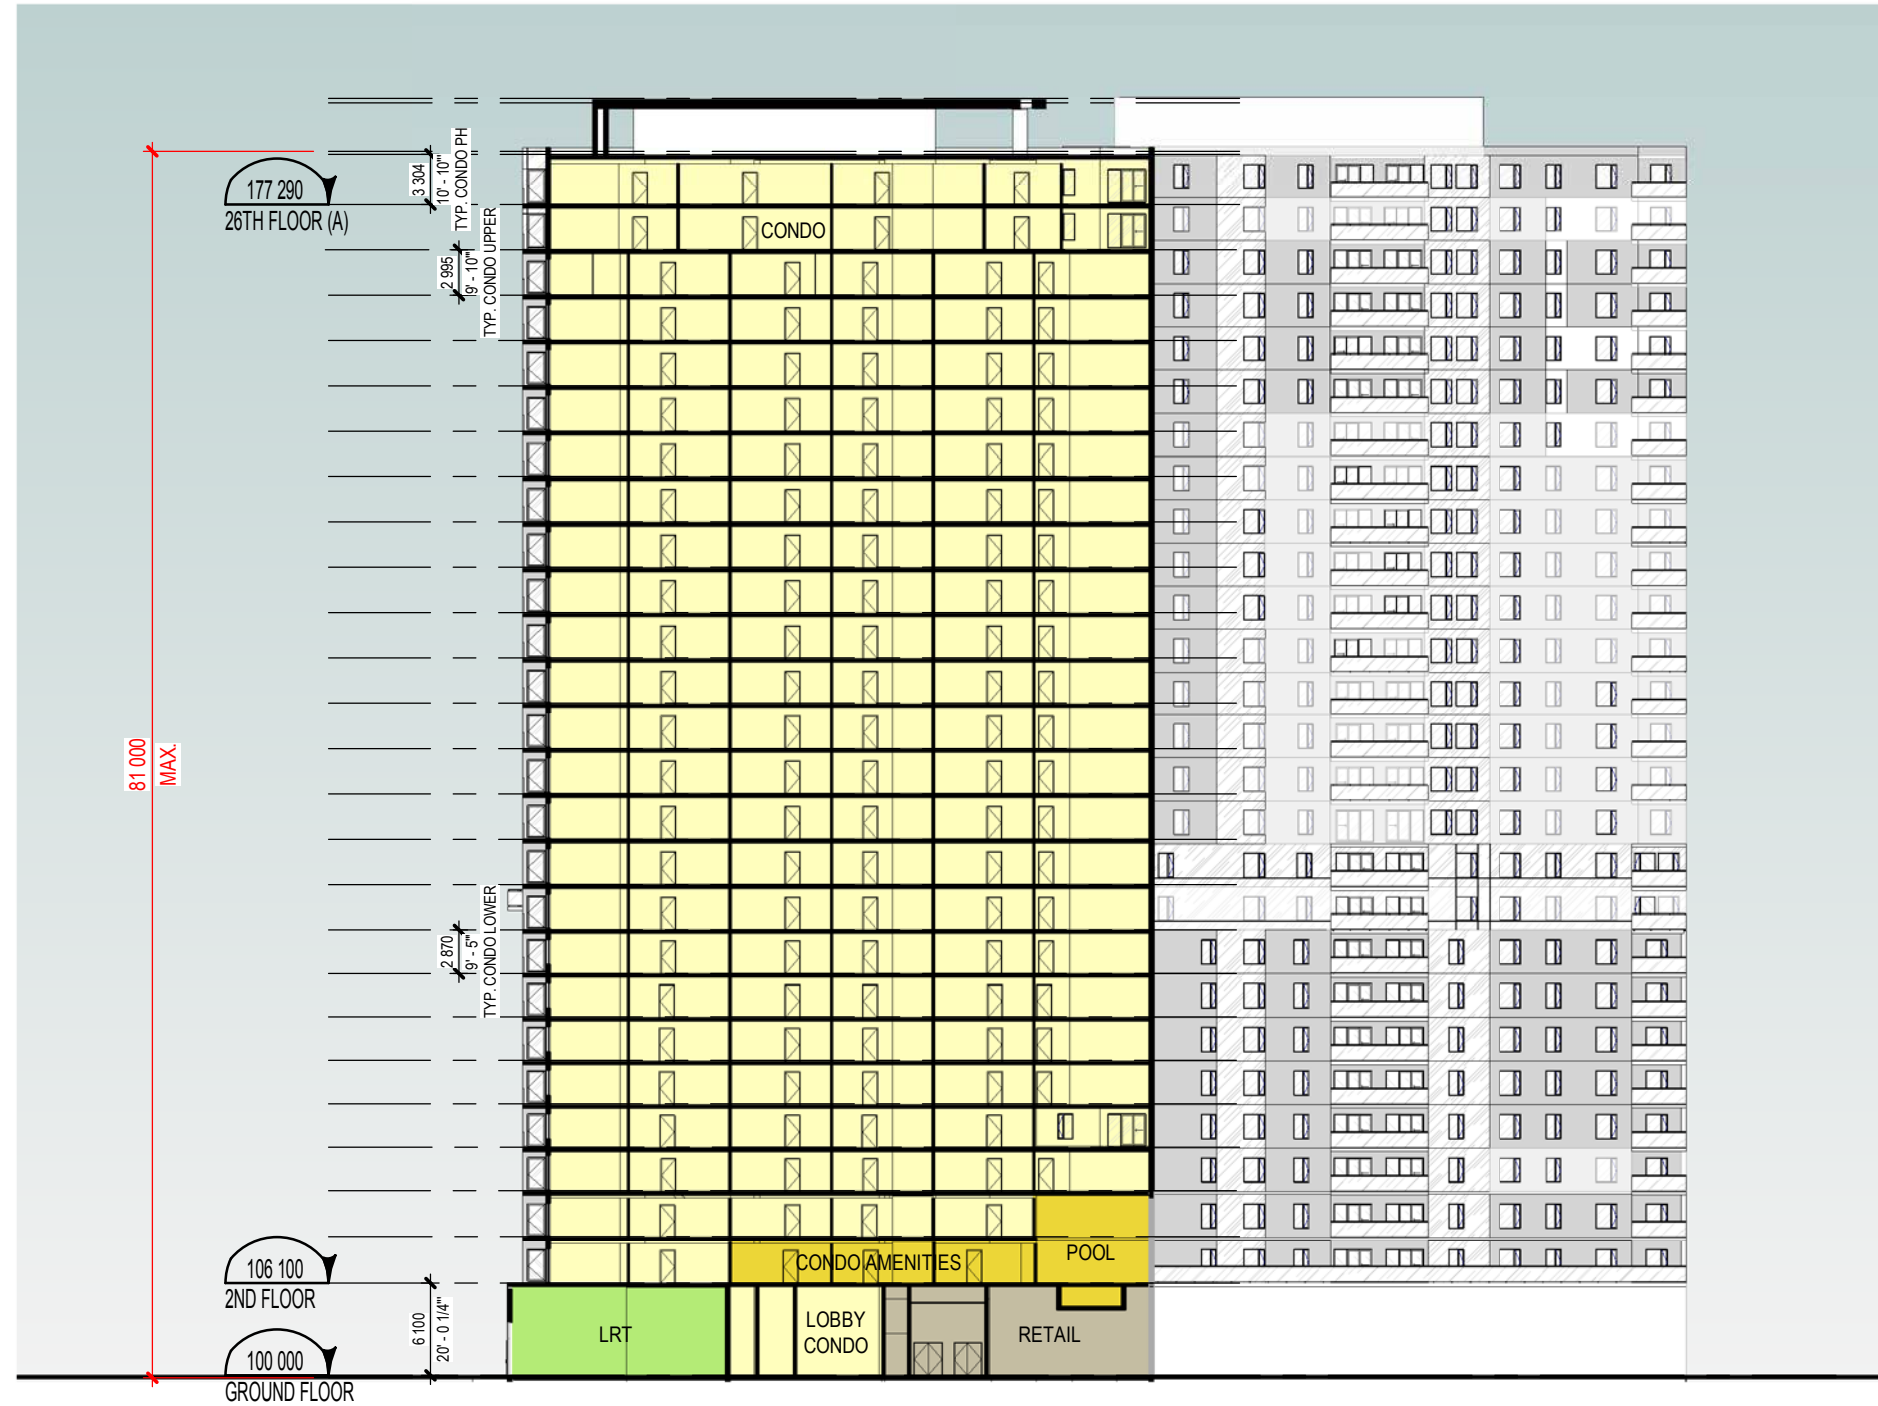 3 304
10' - 10'"
TYP. CONDO PH
177 290
26TH FLOOR (A)
CONDO
2 995
9' - 10'"
TYP. CONDO UPPER
81 000
MAX.
2 870
9' - 5'"
TYP. CONDO LOWER
106 100
2ND FLOOR
CONDO AMENITIES
POOL
6 100
20' - 0 1/4'"
LRT
LOBBY
CONDO
RETAIL
100 000
GROUND FLOOR